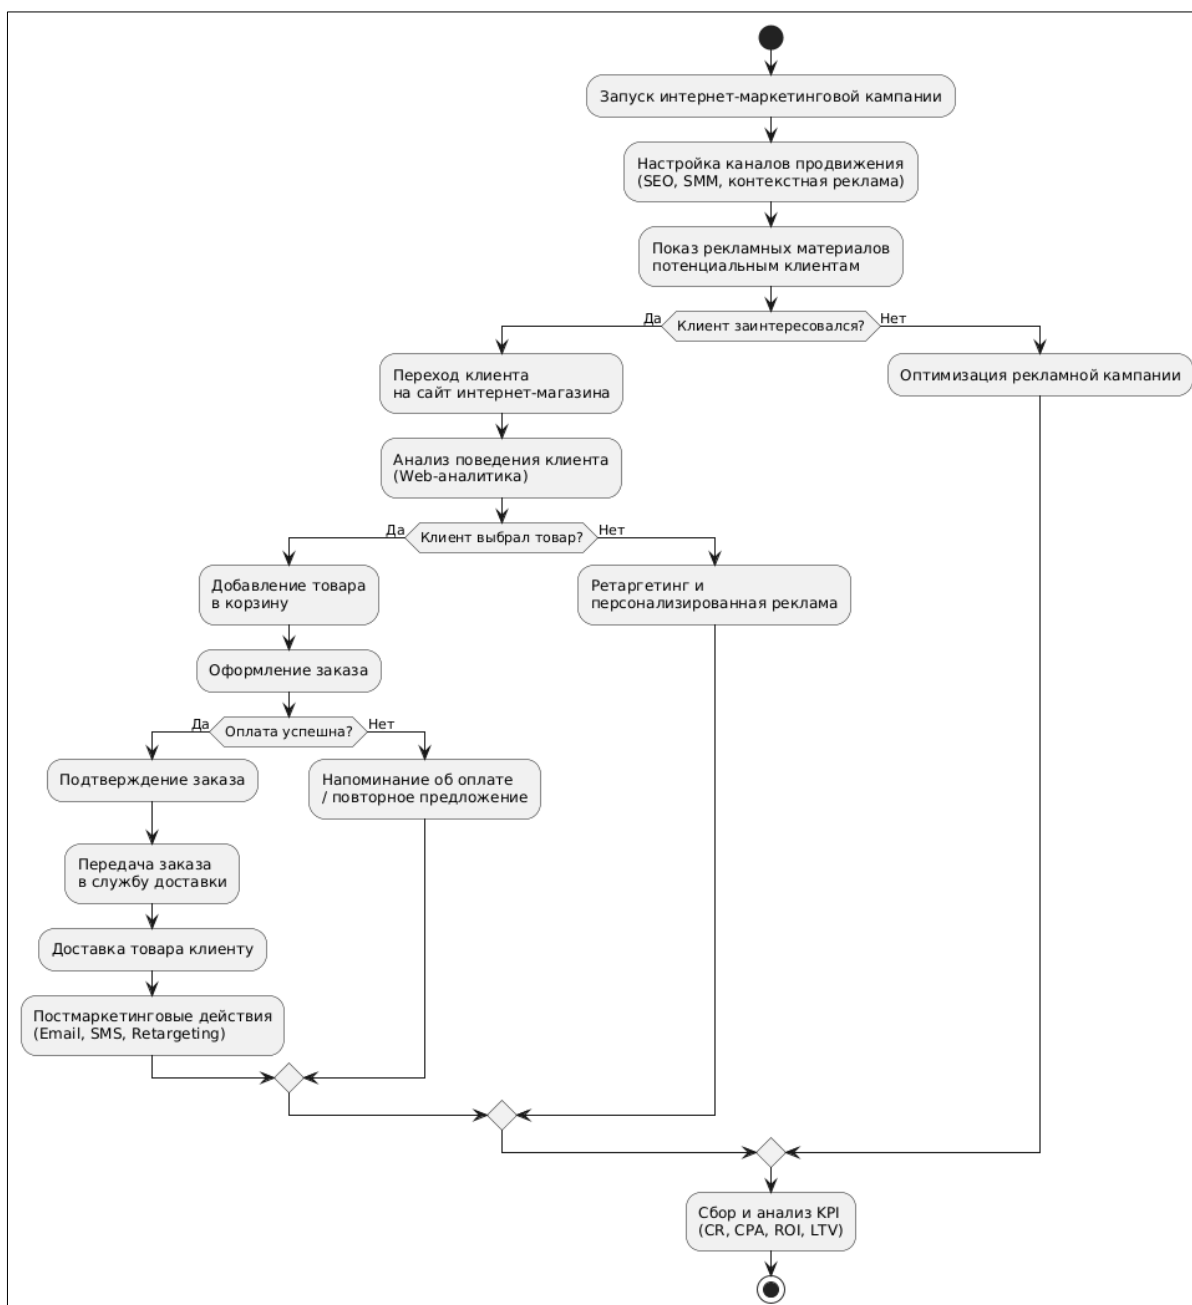 Запуск интернет-маркетинговой кампании
Настройка каналов продвижения
(SEO, SMM, контекстная реклама)
Показ рекламных материалов
потенциальным клиентам
Да
Клиент заинтересовался?
Нет
Переход клиента
на сайт интернет-магазина
Оптимизация рекламной кампании
Анализ поведения клиента
(Web-аналитика)
Да
Клиент выбрал товар?
Нет
Добавление товара
в корзину
Ретаргетинг и
персонализированная реклама
Оформление заказа
Да
Оплата успешна?
Нет
Подтверждение заказа
Напоминание об оплате
/ повторное предложение
Передача заказа
в службу доставки
Доставка товара клиенту
Постмаркетинговые действия
(Email, SMS, Retargeting)
Сбор и анализ KPI
(CR, CPA, ROI, LTV)